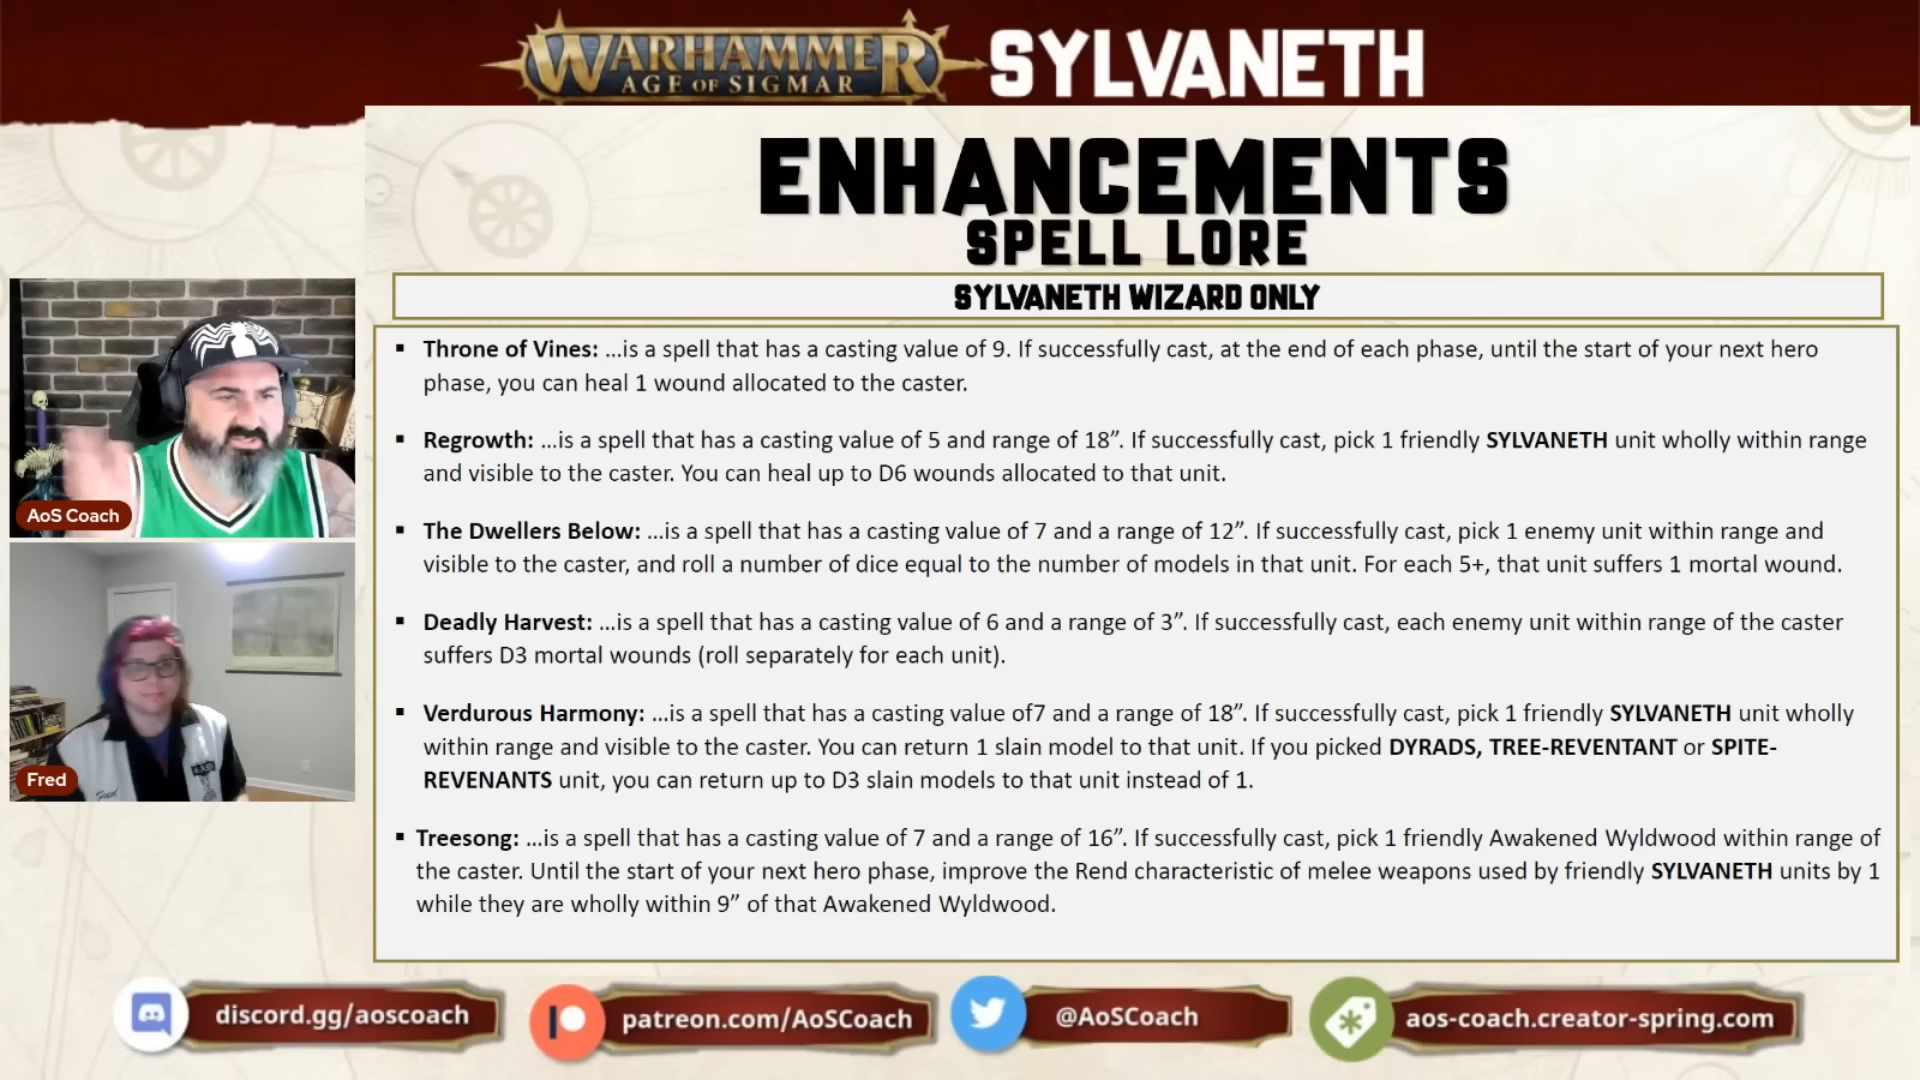 WARHAMMER
AGE OF SIGMAR
SYLVANETH
ENHANCEMENTS
SPELL LORE
SYLVANETH WIZARD ONLY
▪ Throne of Vines: ...is a spell that has a casting value of 9. If successfully cast, at the end of each phase, until the start of your next hero
phase, you can heal 1 wound allocated to the caster.
▪ Regrowth: ...is a spell that has a casting value of 5 and range of 18”. If successfully cast, pick 1 friendly SYLVANETH unit wholly within range
and visible to the caster. You can heal up to D6 wounds allocated to that unit.
▪ The Dwellers Below: ...is a spell that has a casting value of 7 and a range of 12”. If successfully cast, pick 1 enemy unit within range and
visible to the caster, and roll a number of dice equal to the number of models in that unit. For each 5+, that unit suffers 1 mortal wound.
▪ Deadly Harvest: ...is a spell that has a casting value of 6 and a range of 3”. If successfully cast, each enemy unit within range of the caster
suffers D3 mortal wounds (roll separately for each unit).
▪ Verdurous Harmony: ...is a spell that has a casting value of7 and a range of 18”. If successfully cast, pick 1 friendly SYLVANETH unit wholly
within range and visible to the caster. You can return 1 slain model to that unit. If you picked DYRADS, TREE-REVENTANT or SPITE-
REVENANTS unit, you can return up to D3 slain models to that unit instead of 1.
▪ Treesong: ...is a spell that has a casting value of 7 and a range of 16”. If successfully cast, pick 1 friendly Awakened Wyldwood within range of
the caster. Until the start of your next hero phase, improve the Rend characteristic of melee weapons used by friendly SYLVANETH units by 1
while they are wholly within 9” of that Awakened Wyldwood.
AoS Coach
Fred
discord.gg/aoscoach
patreon.com/AoSCoach
@AoSCoach
aos-coach.creator-spring.com